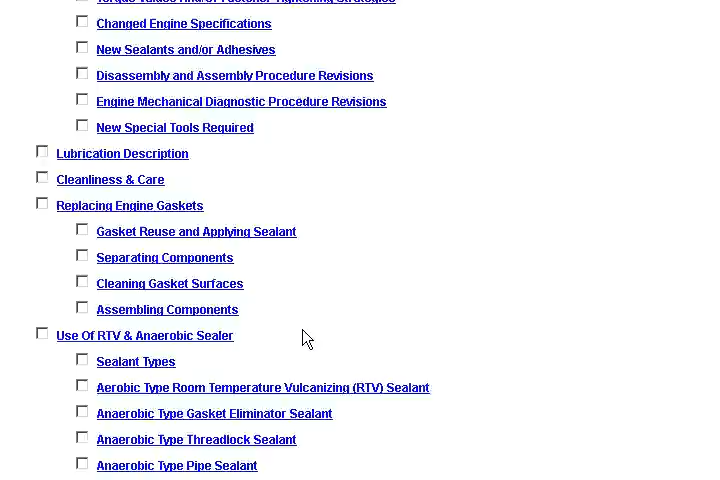 Changed Engine Specifications
New Sealants and/or Adhesives
Disassembly and Assembly Procedure Revisions
Engine Mechanical Diagnostic Procedure Revisions
New Special Tools Required
Lubrication Description
Cleanliness & Care
Replacing Engine Gaskets
Gasket Reuse and Applying Sealant
Separating Components
Cleaning Gasket Surfaces
Assembling Components
Use Of RTV & Anaerobic Sealer
Sealant Types
Aerobic Type Room Temperature Vulcanizing (RTV) Sealant
Anaerobic Type Gasket Eliminator Sealant
Anaerobic Type Threadlock Sealant
Anaerobic Type Pipe Sealant